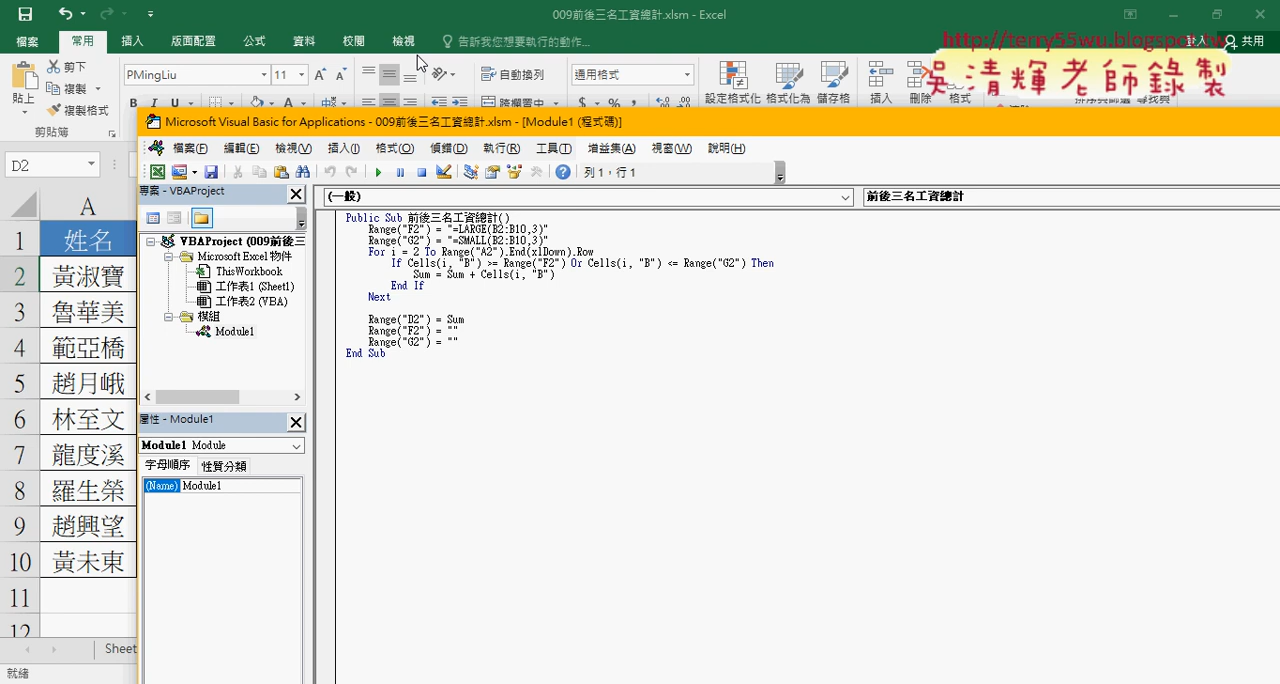 009前後三名工資總計.xlsm - Excel
檔案 常用 插入 版面配置 公式 資料 校閱 檢視 告訴我您想要執行的動作... 登入 共用
http://terry55wu.blogspot.tw
吳清輝老師錄製
貼上 剪下 複製 複製格式 剪貼簿
PMingLiu 11 B I U
自動換列 跨欄置中
通用格式 $ % ,
設定格式化 格式化為 儲存格 插入 刪除 格式
D2
Microsoft Visual Basic for Applications - 009前後三名工資總計.xlsm - [Module1 (程式碼)]
檔案(F) 編輯(E) 檢視(V) 插入(I) 格式(O) 偵錯(D) 執行(R) 工具(T) 增益集(A) 視窗(W) 說明(H)
列 1，行 1
專案 - VBAProject
VBAProject (009前後三
Microsoft Excel 物件
ThisWorkbook
工作表1 (Sheet1)
工作表2 (VBA)
模組
Module1
屬性 - Module1
Module1 Module
字母順序 性質分類
(Name) Module1
(一般) 前後三名工資總計
Public Sub 前後三名工資總計()
Range("F2") = "=LARGE(B2:B10,3)"
Range("G2") = "=SMALL(B2:B10,3)"
For i = 2 To Range("A2").End(xlDown).Row
If Cells(i, "B") >= Range("F2") Or Cells(i, "B") <= Range("G2") Then
Sum = Sum + Cells(i, "B")
End If
Next
Range("D2") = Sum
Range("F2") = ""
Range("G2") = ""
End Sub
A
1 姓名
2 黃淑寶
3 魯華美
4 範亞橋
5 趙月峨
6 林至文
7 龍度溪
8 羅生榮
9 趙興望
10 黃未東
11
12
Sheet
就緒